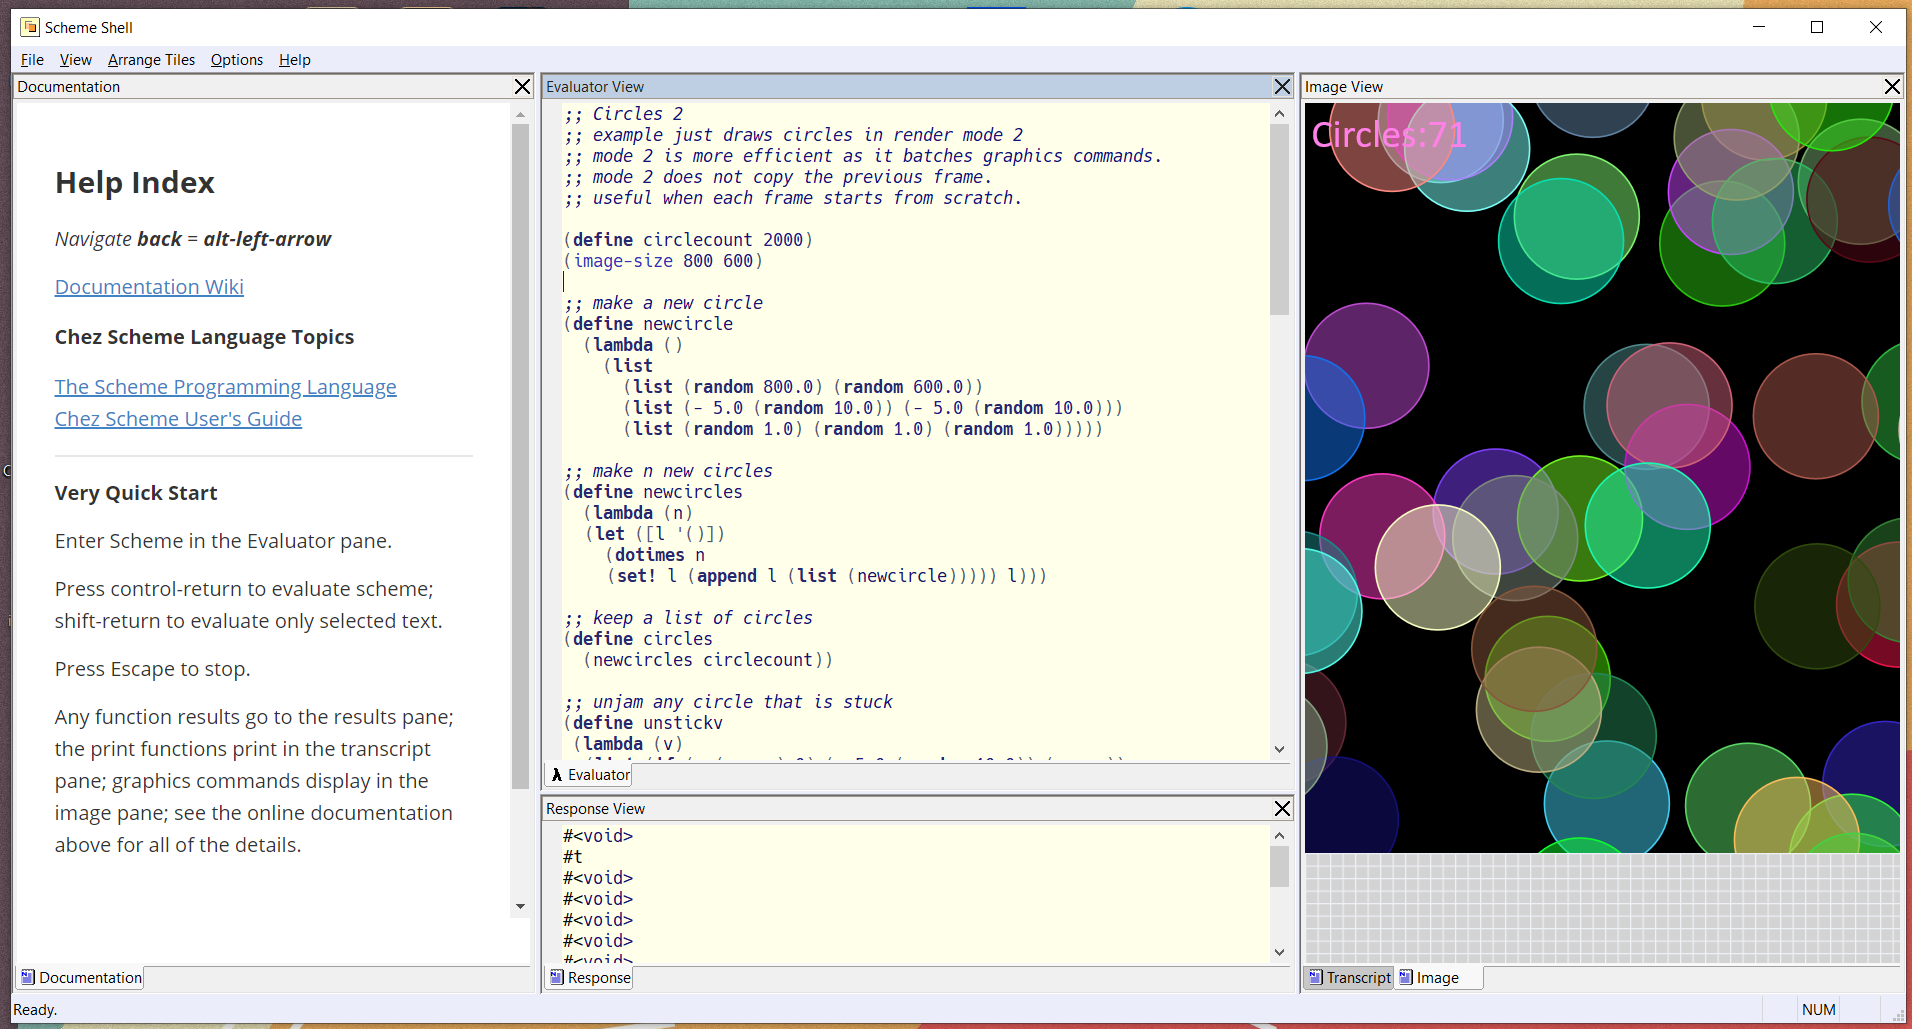 Scheme Shell
File View Arrange Tiles Options Help
Documentation
Help Index
Navigate back = alt-left-arrow
Documentation Wiki
Chez Scheme Language Topics
The Scheme Programming Language
Chez Scheme User's Guide
Very Quick Start
Enter Scheme in the Evaluator pane.
Press control-return to evaluate scheme;
shift-return to evaluate only selected text.
Press Escape to stop.
Any function results go to the results pane;
the print functions print in the transcript
pane; graphics commands display in the
image pane; see the online documentation
above for all of the details.
Documentation
Evaluator View
;; Circles 2
;; example just draws circles in render mode 2
;; mode 2 is more efficient as it batches graphics commands.
;; mode 2 does not copy the previous frame.
;; useful when each frame starts from scratch.
(define circlecount 2000)
(image-size 800 600)
;; make a new circle
(define newcircle
(lambda ()
(list
(list (random 800.0) (random 600.0))
(list (- 5.0 (random 10.0)) (- 5.0 (random 10.0)))
(list (random 1.0) (random 1.0) (random 1.0)))))
;; make n new circles
(define newcircles
(lambda (n)
(let ([l '()])
(dotimes n
(set! l (append l (list (newcircle))))) l)))
;; keep a list of circles
(define circles
(newcircles circlecount))
;; unjam any circle that is stuck
(define unstickv
(lambda (v)
λ Evaluator
Response View
#<void>
#t
#<void>
#<void>
#<void>
#<void>
#<void>
Response
Image View
Circles:71
Transcript Image
Ready.
NUM